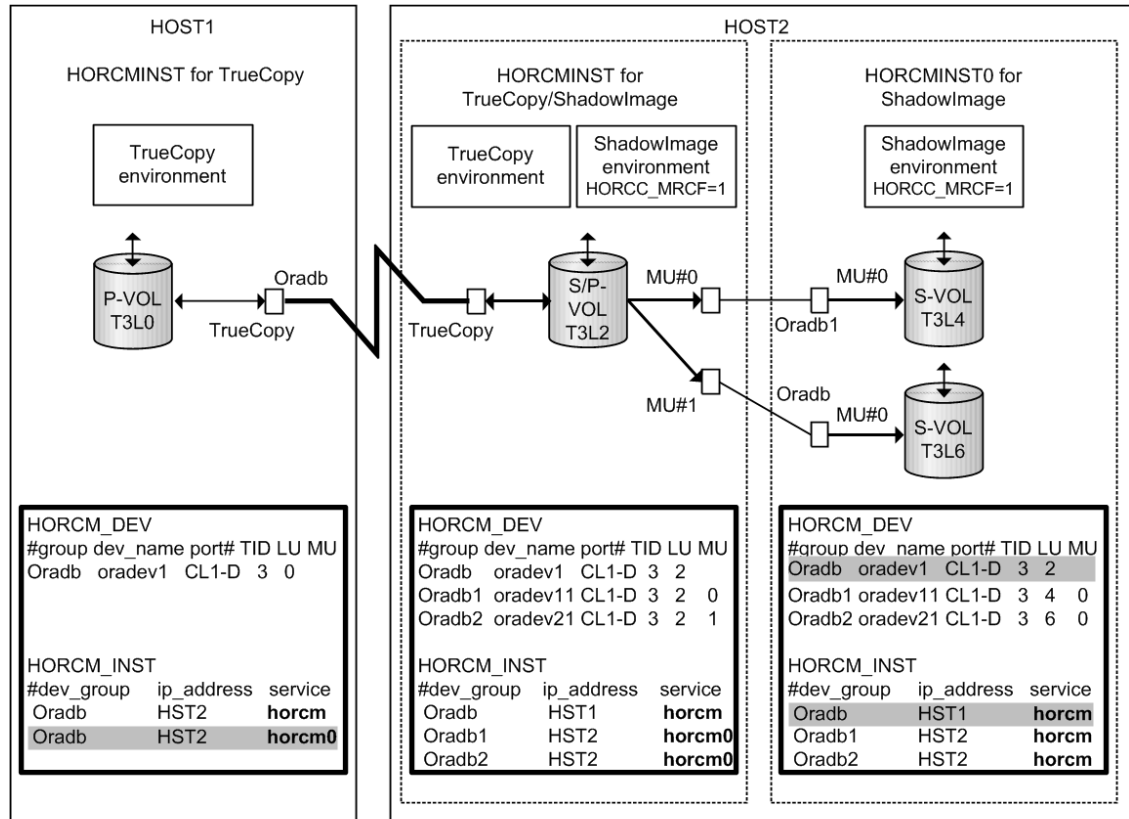 HOST1
HORCMINST for TrueCopy
TrueCopy
environment
P-VOL
T3L0
TrueCopy
Oradb
HORCM_DEV
#group dev_name port# TID LU MU
Oradb oradev1 CL1-D 3 0
HORCM_INST
#dev_group ip_address service
Oradb HST2 horcm
Oradb HST2 horcm0
HOST2
HORCMINST for
TrueCopy/ShadowImage
TrueCopy
environment
ShadowImage
environment
HORCC_MRCF=1
TrueCopy
S/P-
VOL
T3L2
MU#0
MU#1
HORCM_DEV
#group dev_name port# TID LU MU
Oradb oradev1 CL1-D 3 2
Oradb1 oradev11 CL1-D 3 2 0
Oradb2 oradev21 CL1-D 3 2 1
HORCM_INST
#dev_group ip_address service
Oradb HST1 horcm
Oradb1 HST2 horcm0
Oradb2 HST2 horcm0
HORCMINST0 for
ShadowImage
ShadowImage
environment
HORCC_MRCF=1
Oradb1
MU#0
S-VOL
T3L4
Oradb
MU#0
S-VOL
T3L6
HORCM_DEV
#group dev_name port# TID LU MU
Oradb oradev1 CL1-D 3 2
Oradb1 oradev11 CL1-D 3 4 0
Oradb2 oradev21 CL1-D 3 6 0
HORCM_INST
#dev_group ip_address service
Oradb HST1 horcm
Oradb1 HST2 horcm
Oradb2 HST2 horcm